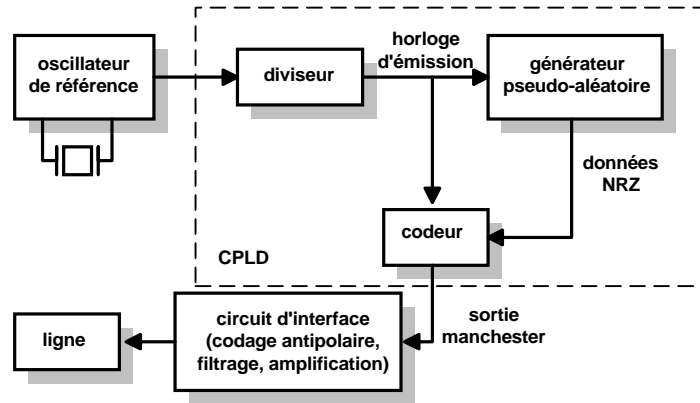 oscillateur
de référence
diviseur
horloge
d'émission
générateur
pseudo-aléatoire
données
NRZ
codeur
CPLD
ligne
circuit d'interface
(codage antipolaire,
filtrage, amplification)
sortie
manchester